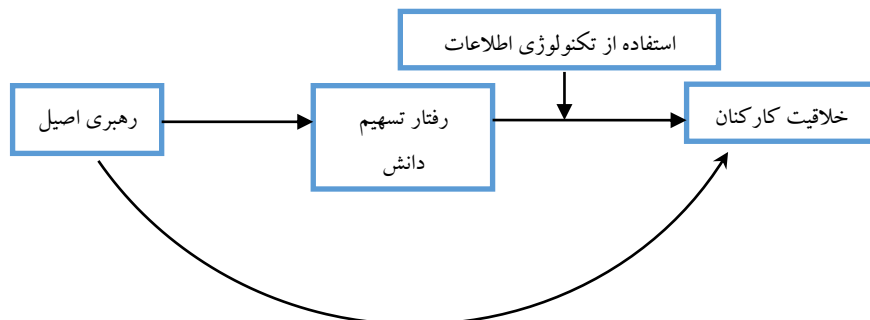 استفاده از تکنولوژی اطلاعات
رهبری اصیل
رفتار تسهیم
دانش
خلاقیت کارکنان